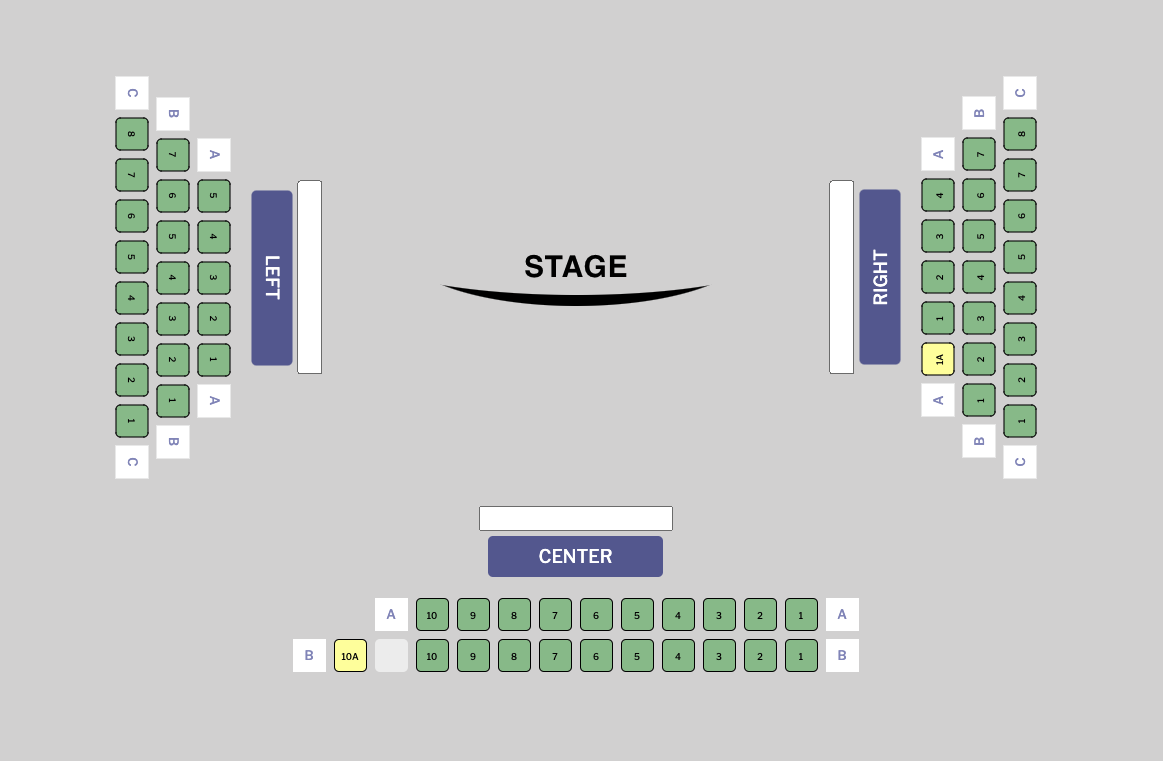 C B A
8 7 6 5 4 3 2 1
7 6 5 4 3 2 1
5 4 3 2 1
A B C
LEFT
STAGE
RIGHT
A B C
4 3 2 1 1A
7 6 5 4 3 2 1
8 7 6 5 4 3 2 1
A B C
CENTER
A 10 9 8 7 6 5 4 3 2 1 A
B 10A 10 9 8 7 6 5 4 3 2 1 B